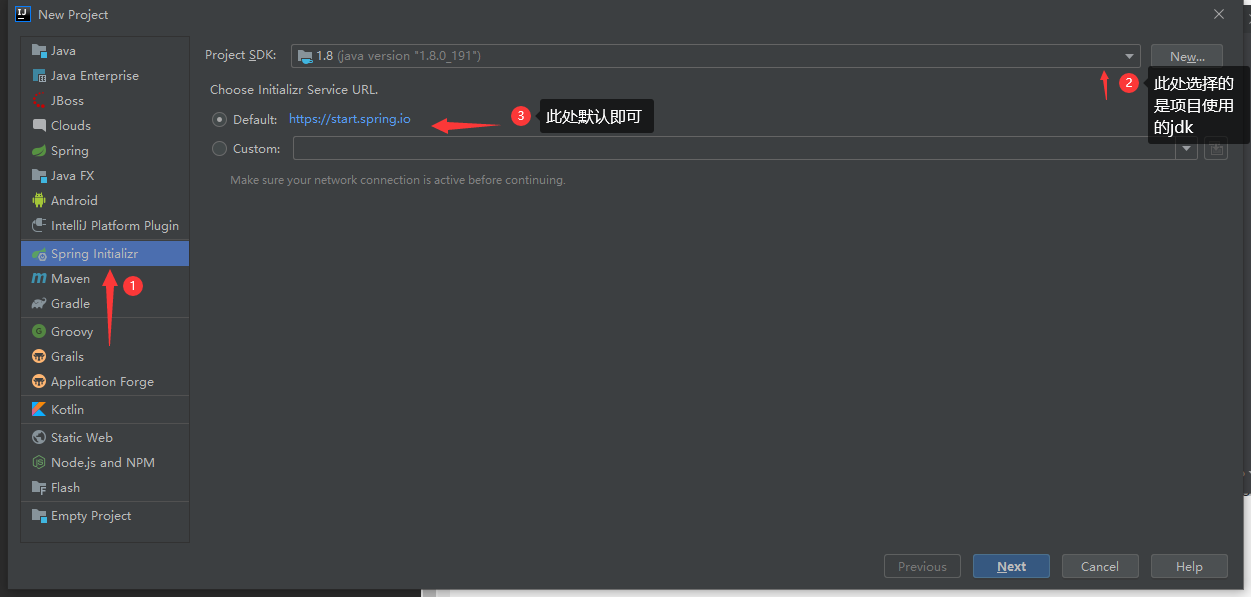 New Project
Java
Java Enterprise
JBoss
Clouds
Spring
Java FX
Android
IntelliJ Platform Plugin
Spring Initializr
Maven
Gradle
Groovy
Grails
Application Forge
Kotlin
Static Web
Node.js and NPM
Flash
Empty Project
1
Project SDK: 1.8 (java version "1.8.0_191") New...
2
此处选择的
是项目使用
的jdk
Choose Initializr Service URL.
Default: https://start.spring.io
3 此处默认即可
Custom:
Make sure your network connection is active before continuing.
Previous Next Cancel Help